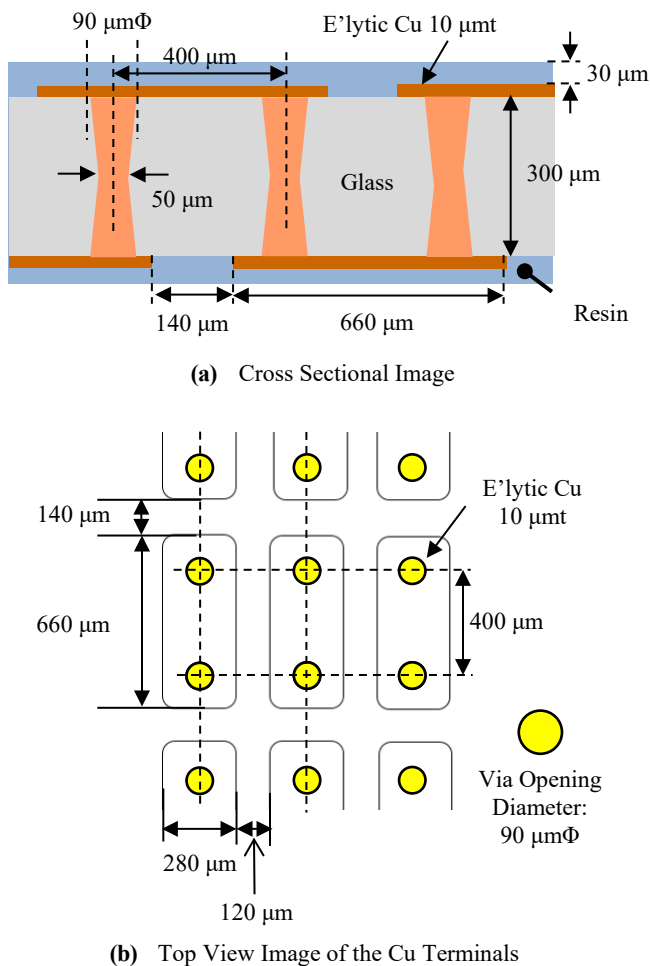 90 μmΦ
E'lytic Cu 10 μmt
400 μm
30 μm
Glass
300 μm
50 μm
140 μm
660 μm
Resin
(a) Cross Sectional Image
E'lytic Cu
10 μmt
140 μm
660 μm
400 μm
Via Opening
Diameter:
90 μmΦ
280 μm
120 μm
(b) Top View Image of the Cu Terminals